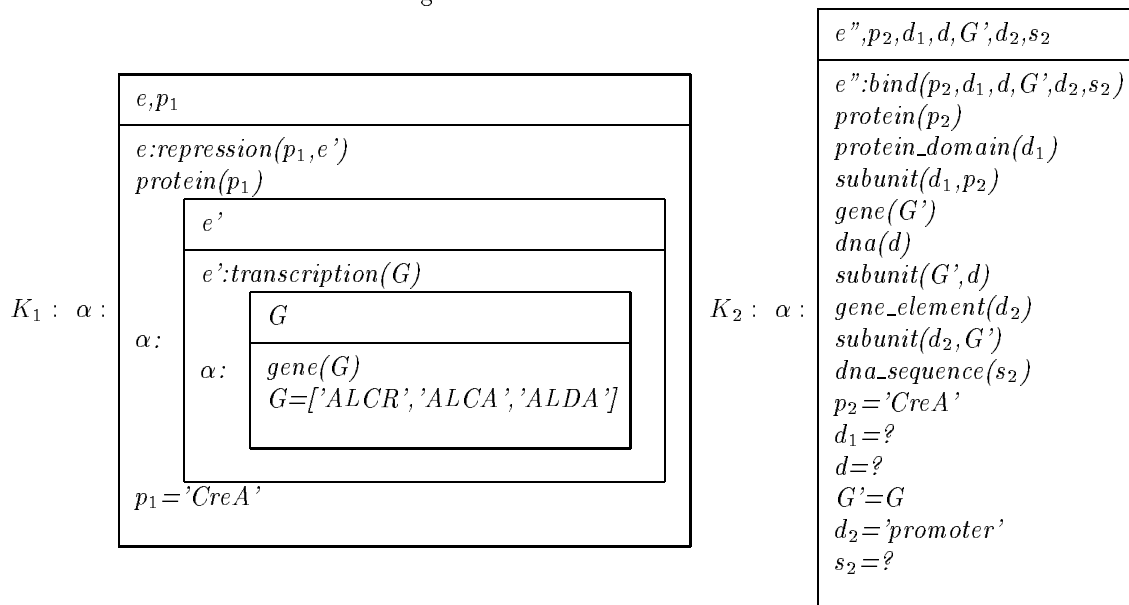 g
e,p₁
e:repression(p₁,e')
protein(p₁)
e'
e':transcription(G)
G
K₁ : α :
α:
α:
gene(G)
G=['ALCR','ALCA','ALDA']
p₁='CreA'
K₂ : α :
e",p₂,d₁,d,G',d₂,s₂
e":bind(p₂,d₁,d,G',d₂,s₂)
protein(p₂)
protein_domain(d₁)
subunit(d₁,p₂)
gene(G')
dna(d)
subunit(G',d)
gene_element(d₂)
subunit(d₂,G')
dna_sequence(s₂)
p₂='CreA'
d₁=?
d=?
G'=G
d₂='promoter'
s₂=?